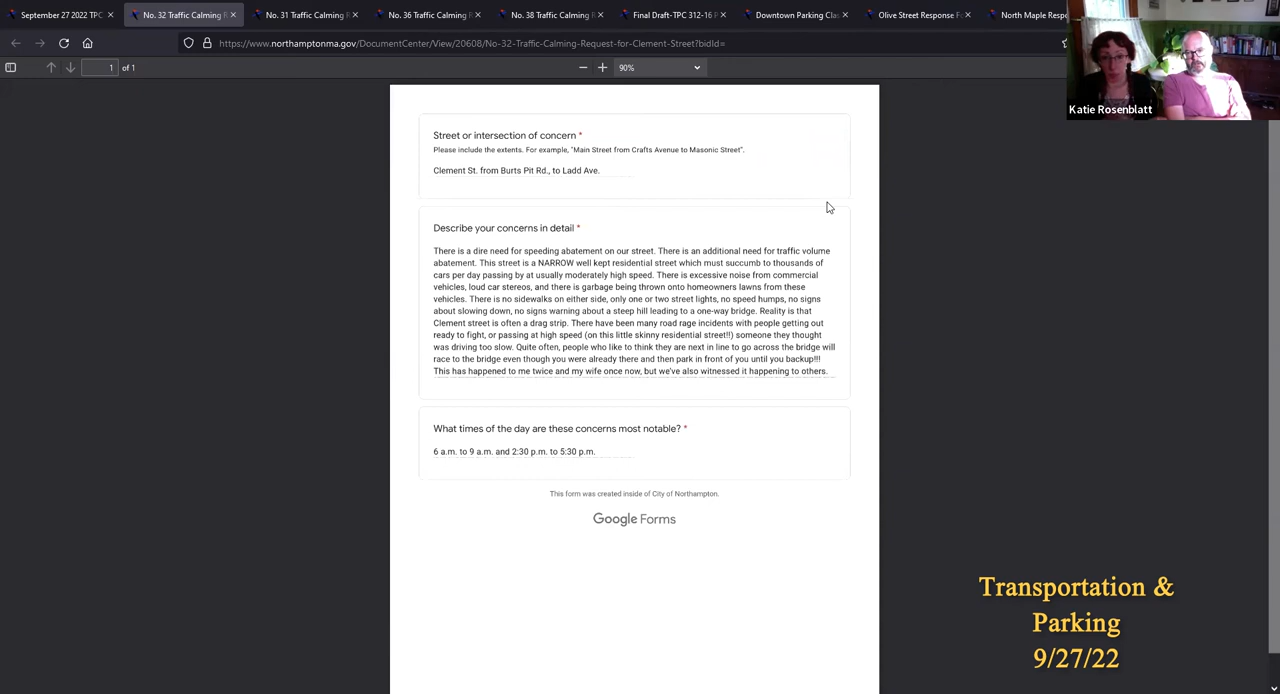 September 27 2022 TPC
No. 32 Traffic Calming R
No. 31 Traffic Calming R
No. 36 Traffic Calming R
No. 38 Traffic Calming R
Final Draft-TPC 312-16 P
Downtown Parking Cla
Olive Street Response Fo
North Maple Resp
https://www.northamptonma.gov/DocumentCenter/View/20608/No-32-Traffic-Calming-Request-for-Clement-Street?bidId=
1 of 1
90%
Katie Rosenblatt
Street or intersection of concern *
Please include the extents. For example, "Main Street from Crafts Avenue to Masonic Street".
Clement St. from Burts Pit Rd., to Ladd Ave.
Describe your concerns in detail *
There is a dire need for speeding abatement on our street. There is an additional need for traffic volume
abatement. This street is a NARROW well kept residential street which must succumb to thousands of
cars per day passing by at usually moderately high speed. There is excessive noise from commercial
vehicles, loud car stereos, and there is garbage being thrown onto homeowners lawns from these
vehicles. There is no sidewalks on either side, only one or two street lights, no speed humps, no signs
about slowing down, no signs warning about a steep hill leading to a one-way bridge. Reality is that
Clement street is often a drag strip. There have been many road rage incidents with people getting out
ready to fight, or passing at high speed (on this little skinny residential street!!) someone they thought
was driving too slow. Quite often, people who like to think they are next in line to go across the bridge will
race to the bridge even though you were already there and then park in front of you until you backup!!!
This has happened to me twice and my wife once now, but we've also witnessed it happening to others.
What times of the day are these concerns most notable? *
6 a.m. to 9 a.m. and 2:30 p.m. to 5:30 p.m.
This form was created inside of City of Northampton.
Google Forms
Transportation &
Parking
9/27/22